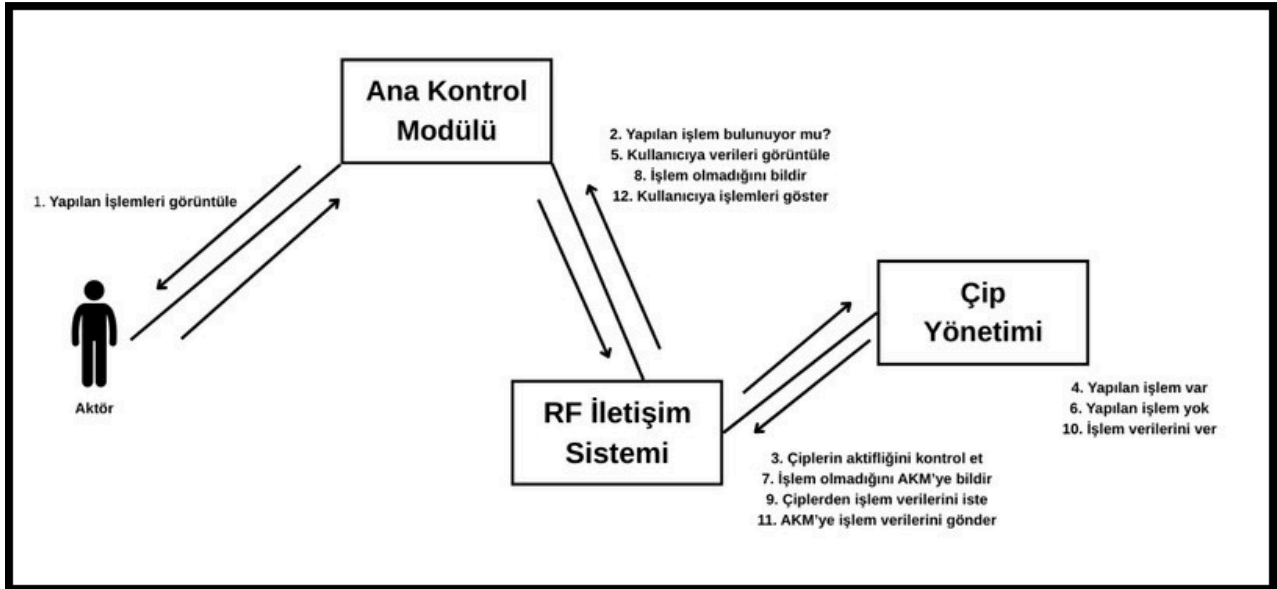 Ana Kontrol
Modülü
2. Yapılan işlem bulunuyor mu?
5. Kullanıcıya verileri görüntüle
8. İşlem olmadığını bildir
12. Kullanıcıya işlemleri göster
1. Yapılan İşlemleri görüntüle
Aktör
Çip
Yönetimi
4. Yapılan işlem var
6. Yapılan işlem yok
10. İşlem verilerini ver
RF İletişim
Sistemi
3. Çiplerin aktifliğini kontrol et
7. İşlem olmadığını AKM'ye bildir
9. Çiplerden işlem verilerini iste
11. AKM'ye işlem verilerini gönder